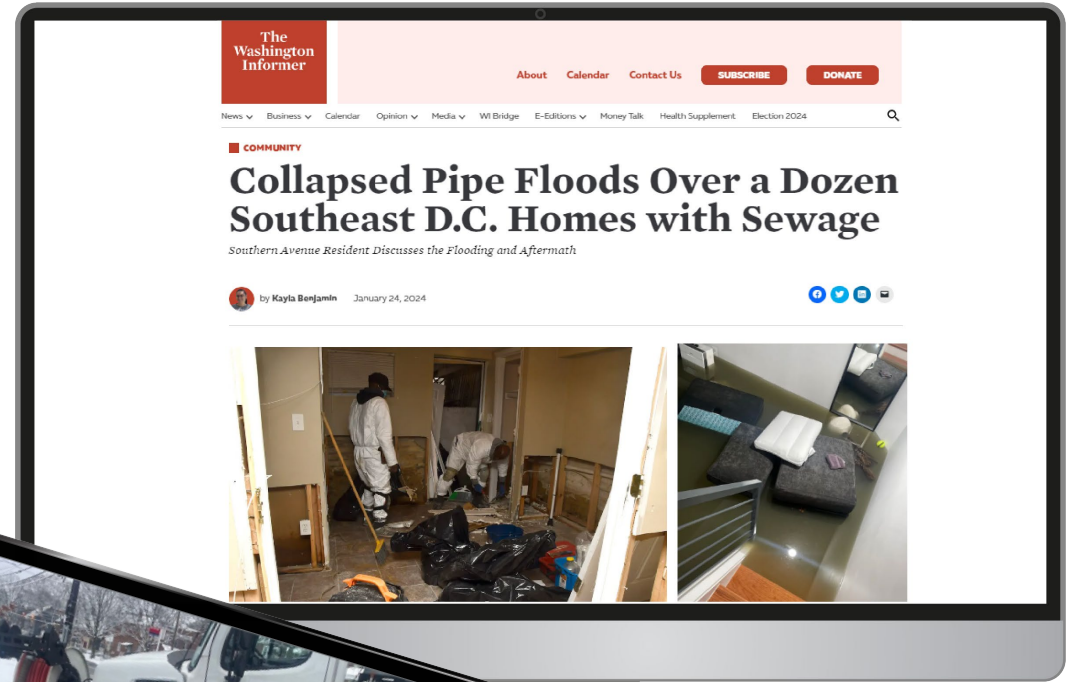 The
Washington
Informer
About Calendar Contact Us SUBSCRIBE DONATE
News Business Calendar Opinion Media WI Bridge E-Editions Money Talk Health Supplement Election 2024
COMMUNITY
Collapsed Pipe Floods Over a Dozen
Southeast D.C. Homes with Sewage
Southern Avenue Resident Discusses the Flooding and Aftermath
by Kayla Benjamin January 24, 2024